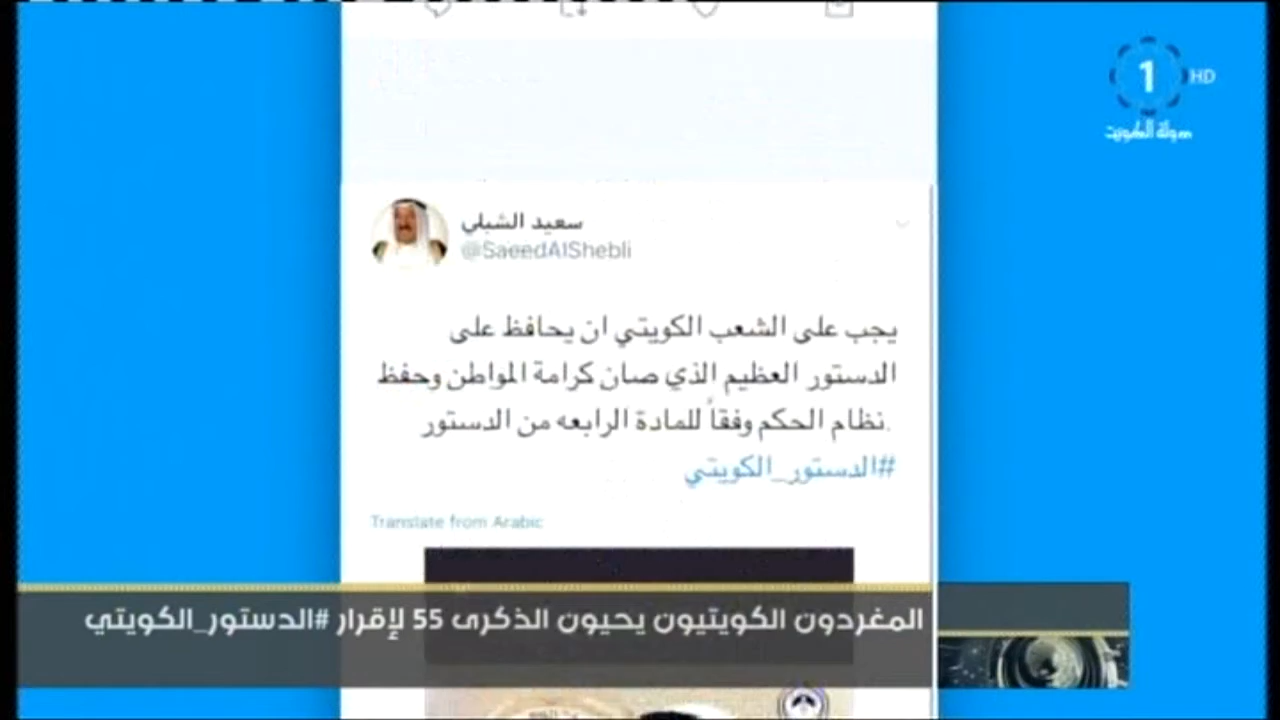 1
HD
دولة الكويت
سعيد الشبلي
@SaeedAlShebli
يجب على الشعب الكويتي ان يحافظ على
الدستور العظيم الذي صان كرامة المواطن وحفظ
نظام الحكم وفقاً للمادة الرابعه من الدستور.
#الدستور_الكويتي
Translate from Arabic
المغردون الكويتيون يحيون الذكرى 55 لإقرار #الدستور_الكويتي